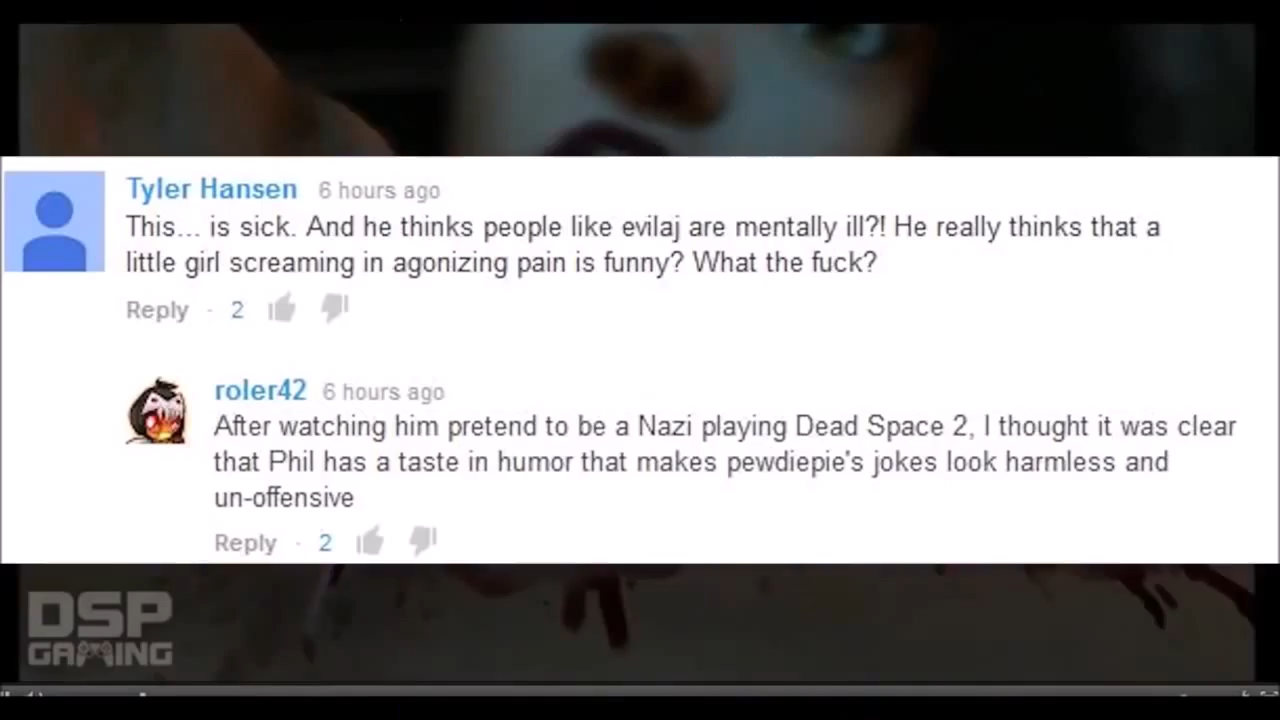 Tyler Hansen 6 hours ago
This... is sick. And he thinks people like evilaj are mentally ill?! He really thinks that a
little girl screaming in agonizing pain is funny? What the fuck?
Reply · 2
roler42 6 hours ago
After watching him pretend to be a Nazi playing Dead Space 2, I thought it was clear
that Phil has a taste in humor that makes pewdiepie's jokes look harmless and
un-offensive
Reply · 2
DSP
GAMING